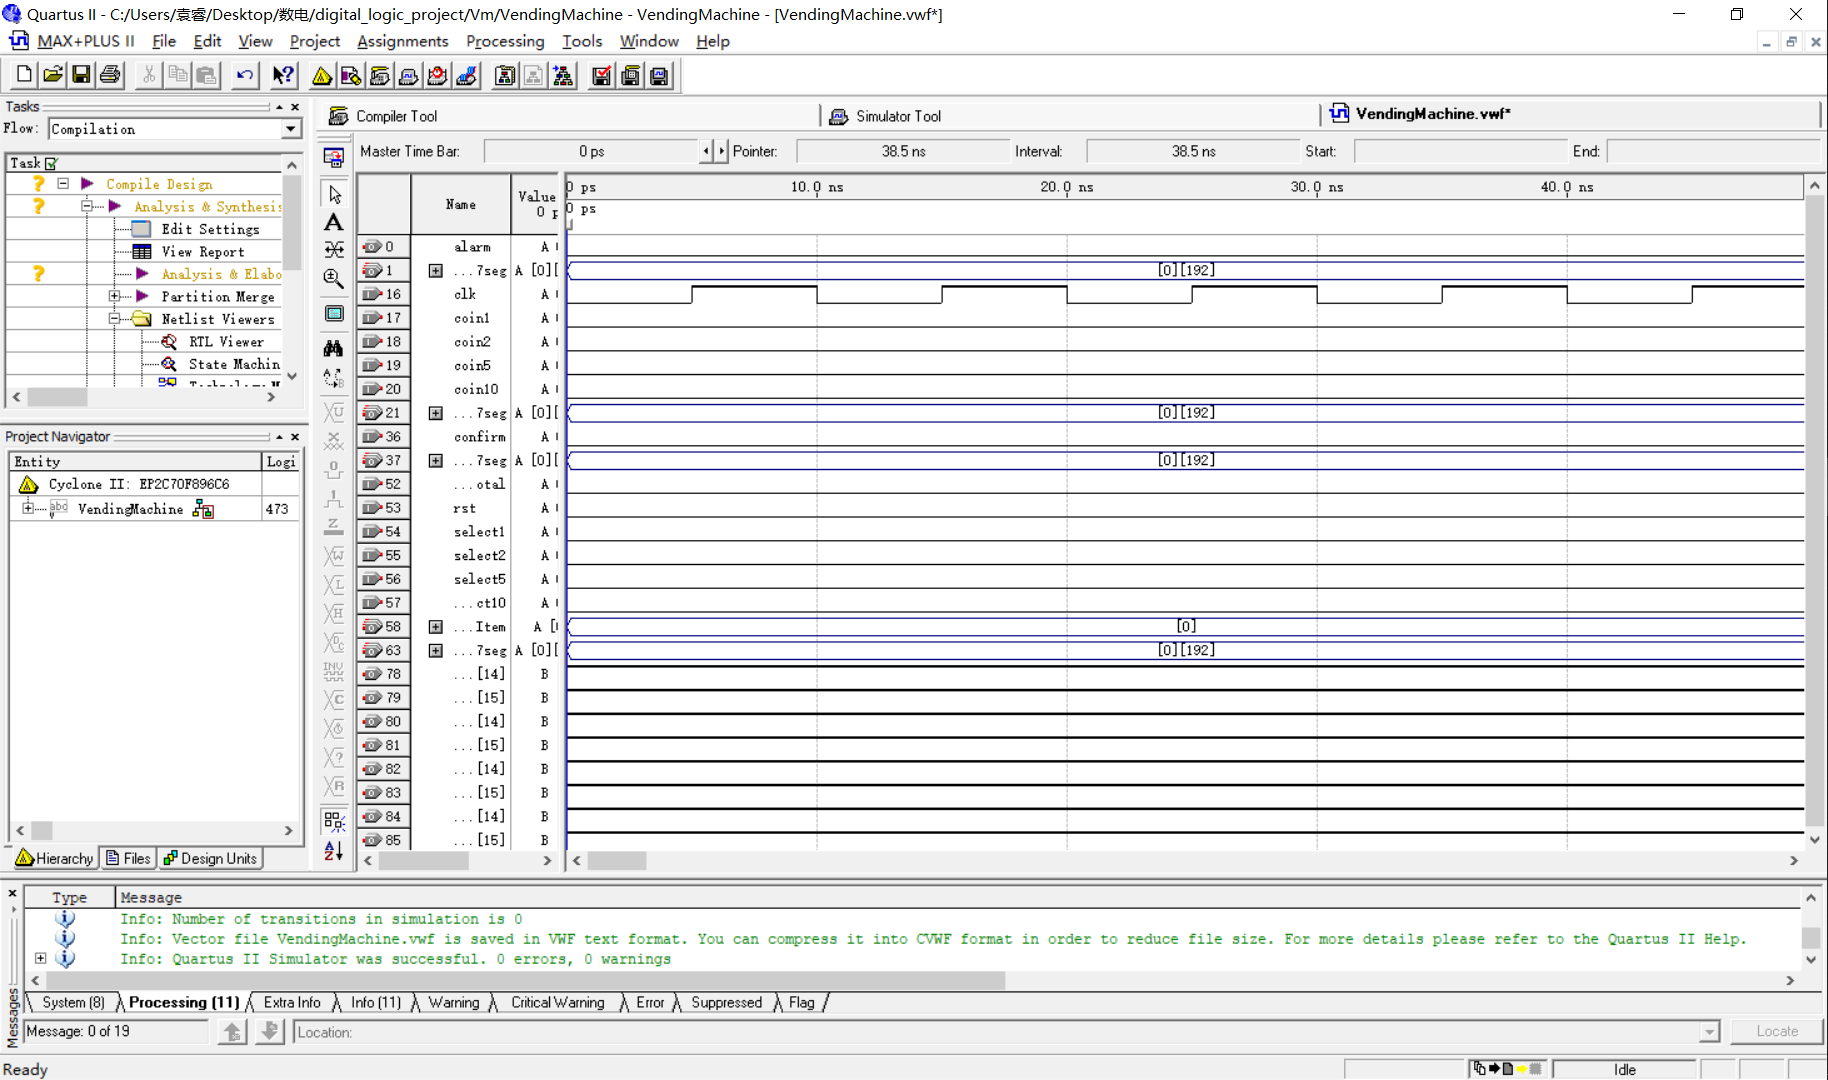 Quartus II - C:/Users/袁睿/Desktop/数电/digital_logic_project/Vm/VendingMachine - VendingMachine - [VendingMachine.vwf*]
MAX+PLUS II File Edit View Project Assignments Processing Tools Window Help
Tasks
Flow: Compilation
Task
Compile Design
Analysis & Synthesis
Edit Settings
View Report
Analysis & Elabo
Partition Merge
Netlist Viewers
RTL Viewer
State Machin
Project Navigator
Entity Logi
Cyclone II: EP2C70F896C6
abc VendingMachine 473
Hierarchy Files Design Units
Compiler Tool Simulator Tool VendingMachine.vwf*
Master Time Bar: 0 ps Pointer: 38.5 ns Interval: 38.5 ns Start: End:
Name Value 0 p
0 ps 10.0 ns 20.0 ns 30.0 ns 40.0 ns
0 ps
0 alarm A
1 ...7seg A [0][ [0][192]
16 clk A
17 coin1 A
18 coin2 A
19 coin5 A
20 coin10 A
21 ...7seg A [0][ [0][192]
36 confirm A
37 ...7seg A [0][ [0][192]
52 ...otal A
53 rst A
54 select1 A
55 select2 A
56 select5 A
57 ...ct10 A
58 ...Item A [ [0]
63 ...7seg A [0][ [0][192]
78 ...[14] B
79 ...[15] B
80 ...[14] B
81 ...[15] B
82 ...[14] B
83 ...[15] B
84 ...[14] B
85 ...[15] B
Type Message
Info: Number of transitions in simulation is 0
Info: Vector file VendingMachine.vwf is saved in VWF text format. You can compress it into CVWF format in order to reduce file size. For more details please refer to the Quartus II Help.
Info: Quartus II Simulator was successful. 0 errors, 0 warnings
System (8) Processing (11) Extra Info Info (11) Warning Critical Warning Error Suppressed Flag
Messages
Message: 0 of 19 Location: Locate
Ready Idle